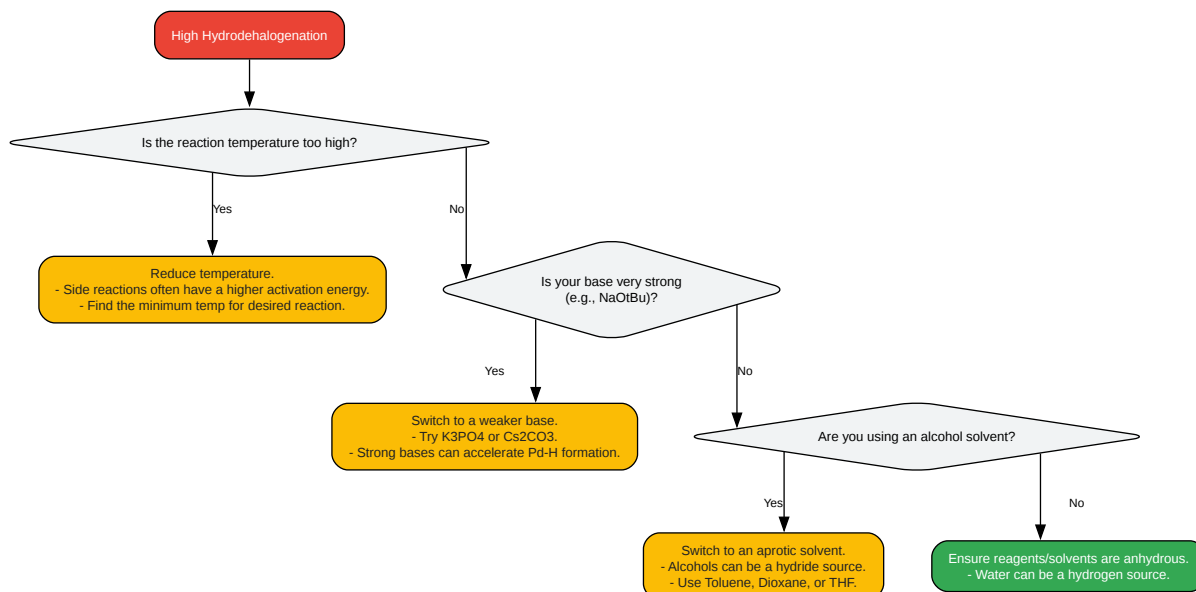 High Hydrodehalogenation
Is the reaction temperature too high?
Yes
No
Reduce temperature.
- Side reactions often have a higher activation energy.
- Find the minimum temp for desired reaction.
Is your base very strong
(e.g., NaOtBu)?
Yes
No
Switch to a weaker base.
- Try K3PO4 or Cs2CO3.
- Strong bases can accelerate Pd-H formation.
Are you using an alcohol solvent?
Yes
No
Switch to an aprotic solvent.
- Alcohols can be a hydride source.
- Use Toluene, Dioxane, or THF.
Ensure reagents/solvents are anhydrous.
- Water can be a hydrogen source.